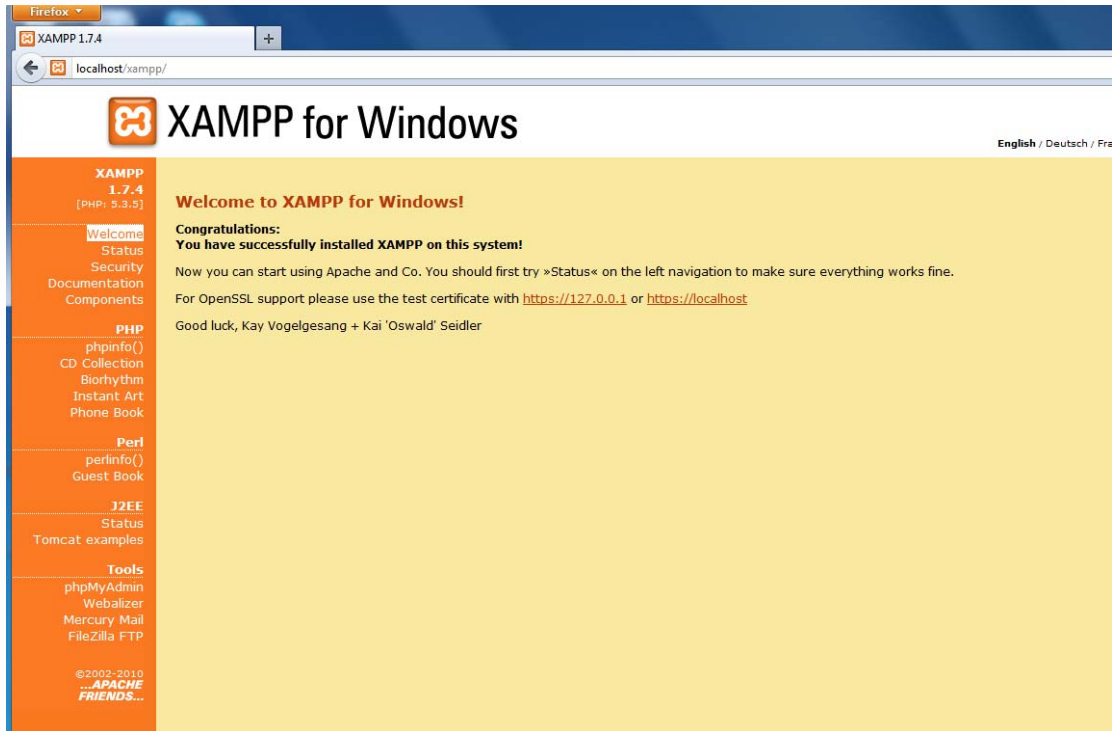 Firefox
XAMPP 1.7.4
+
localhost/xampp/
XAMPP for Windows
English / Deutsch / Fra
XAMPP
1.7.4
[PHP: 5.3.5]
Welcome
Status
Security
Documentation
Components
PHP
phpinfo()
CD Collection
Biorhythm
Instant Art
Phone Book
Perl
perlinfo()
Guest Book
J2EE
Status
Tomcat examples
Tools
phpMyAdmin
Webalizer
Mercury Mail
FileZilla FTP
©2002-2010
...APACHE
FRIENDS...
Welcome to XAMPP for Windows!
Congratulations:
You have successfully installed XAMPP on this system!
Now you can start using Apache and Co. You should first try »Status« on the left navigation to make sure everything works fine.
For OpenSSL support please use the test certificate with https://127.0.0.1 or https://localhost
Good luck, Kay Vogelgesang + Kai 'Oswald' Seidler